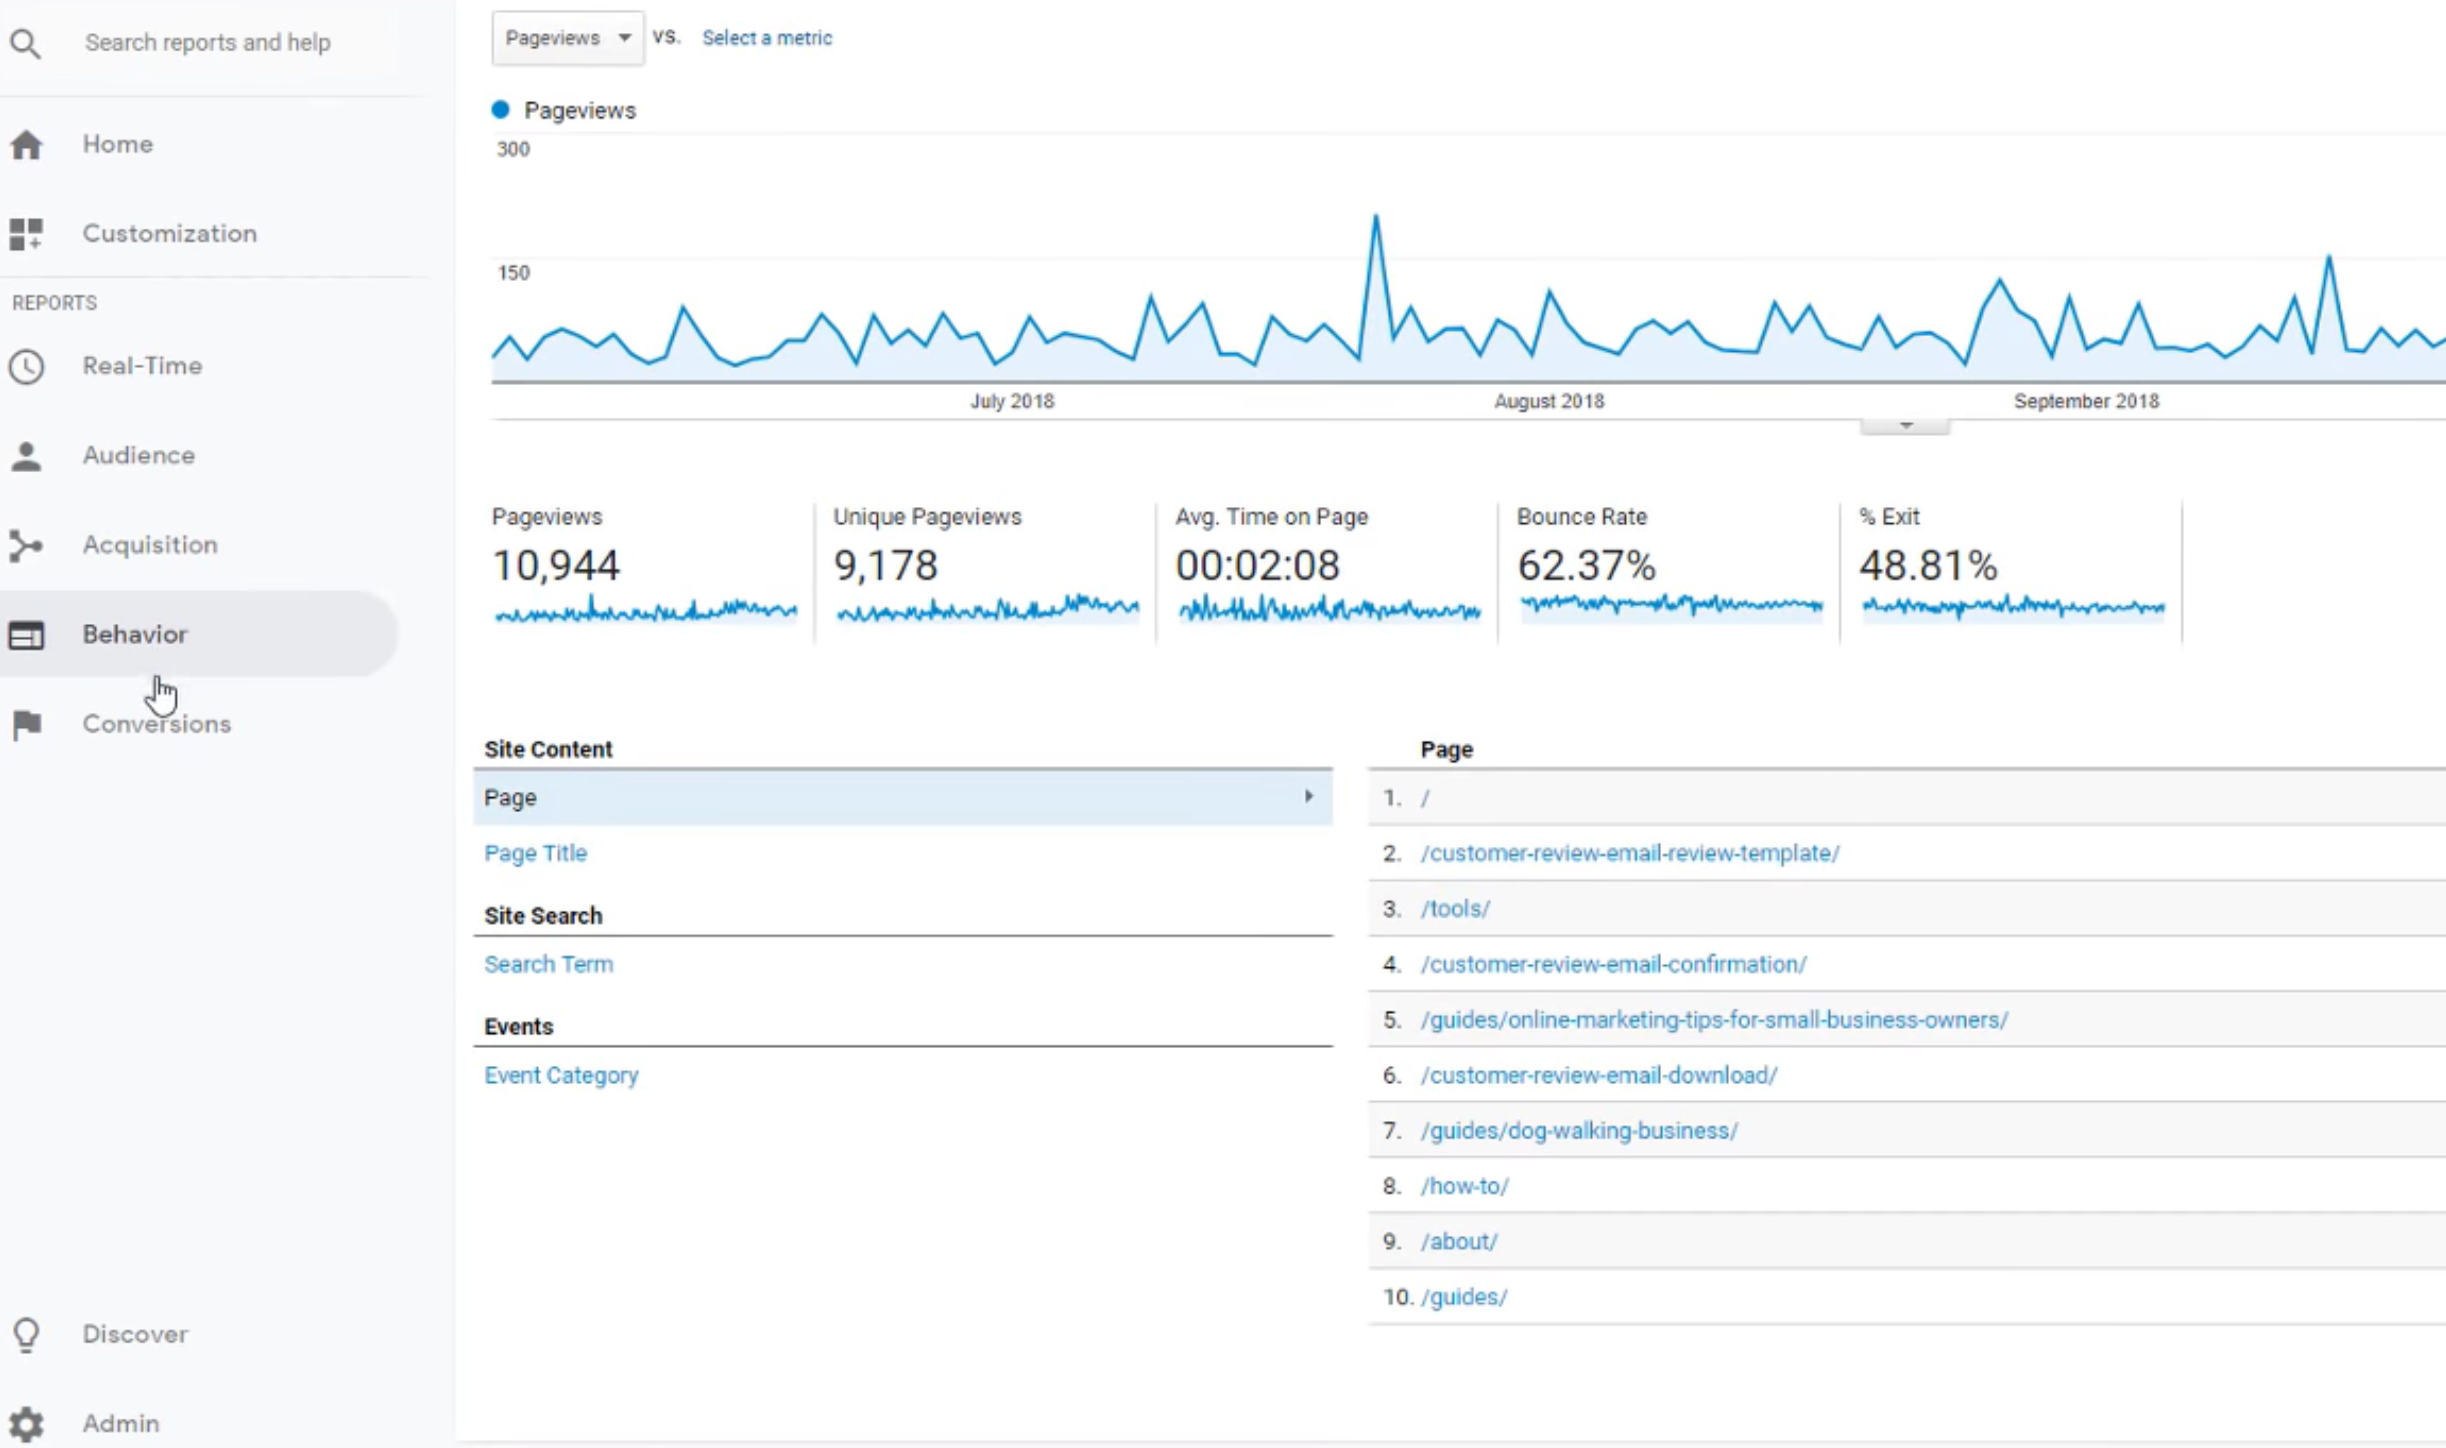 Search reports and help
Home
Customization
REPORTS
Real-Time
Audience
Acquisition
Behavior
Conversions
Discover
Admin
Pageviews VS. Select a metric
Pageviews
300
150
July 2018 August 2018 September 2018
Pageviews
10,944
Unique Pageviews
9,178
Avg. Time on Page
00:02:08
Bounce Rate
62.37%
% Exit
48.81%
Site Content
Page
Page Title
Site Search
Search Term
Events
Event Category
Page
1. /
2. /customer-review-email-review-template/
3. /tools/
4. /customer-review-email-confirmation/
5. /guides/online-marketing-tips-for-small-business-owners/
6. /customer-review-email-download/
7. /guides/dog-walking-business/
8. /how-to/
9. /about/
10. /guides/